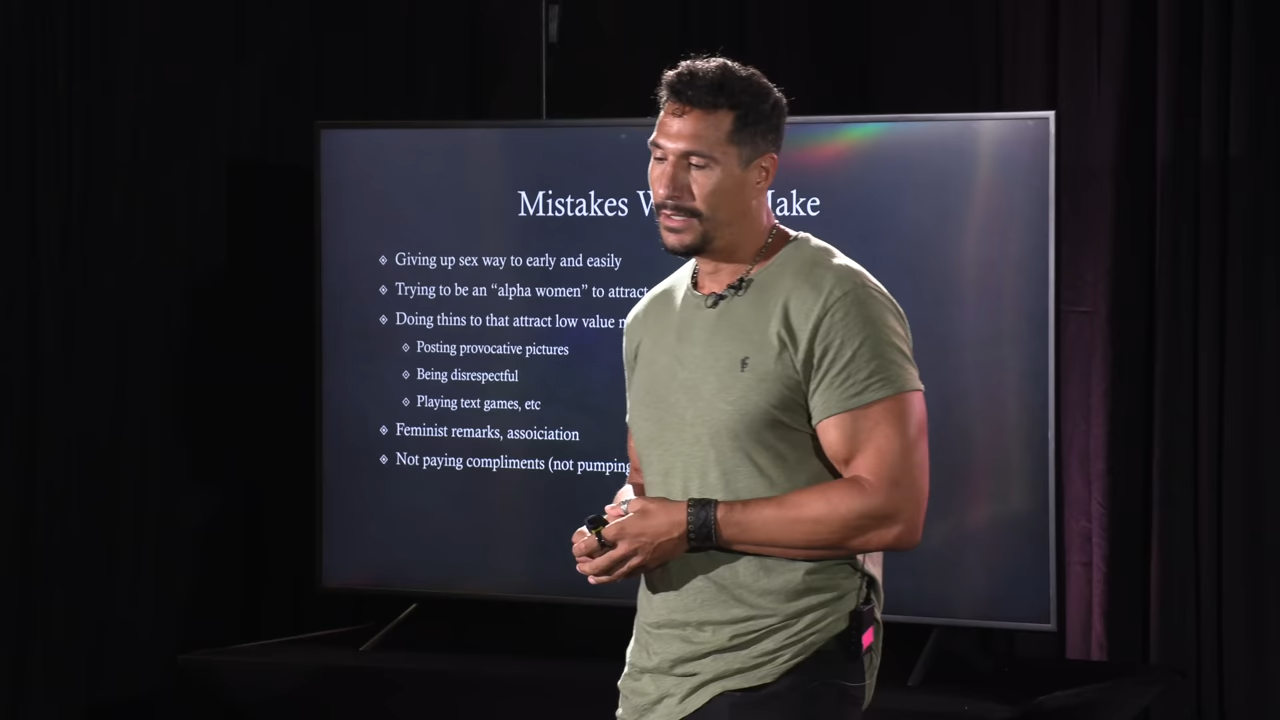 Mistakes W ake
Giving up sex way to early and easily
Trying to be an “alpha women” to attract
Doing thins to that attract low value
Posting provocative pictures
Being disrespectful
Playing text games, etc
Feminist remarks, assoiciation
Not paying compliments (not pumping